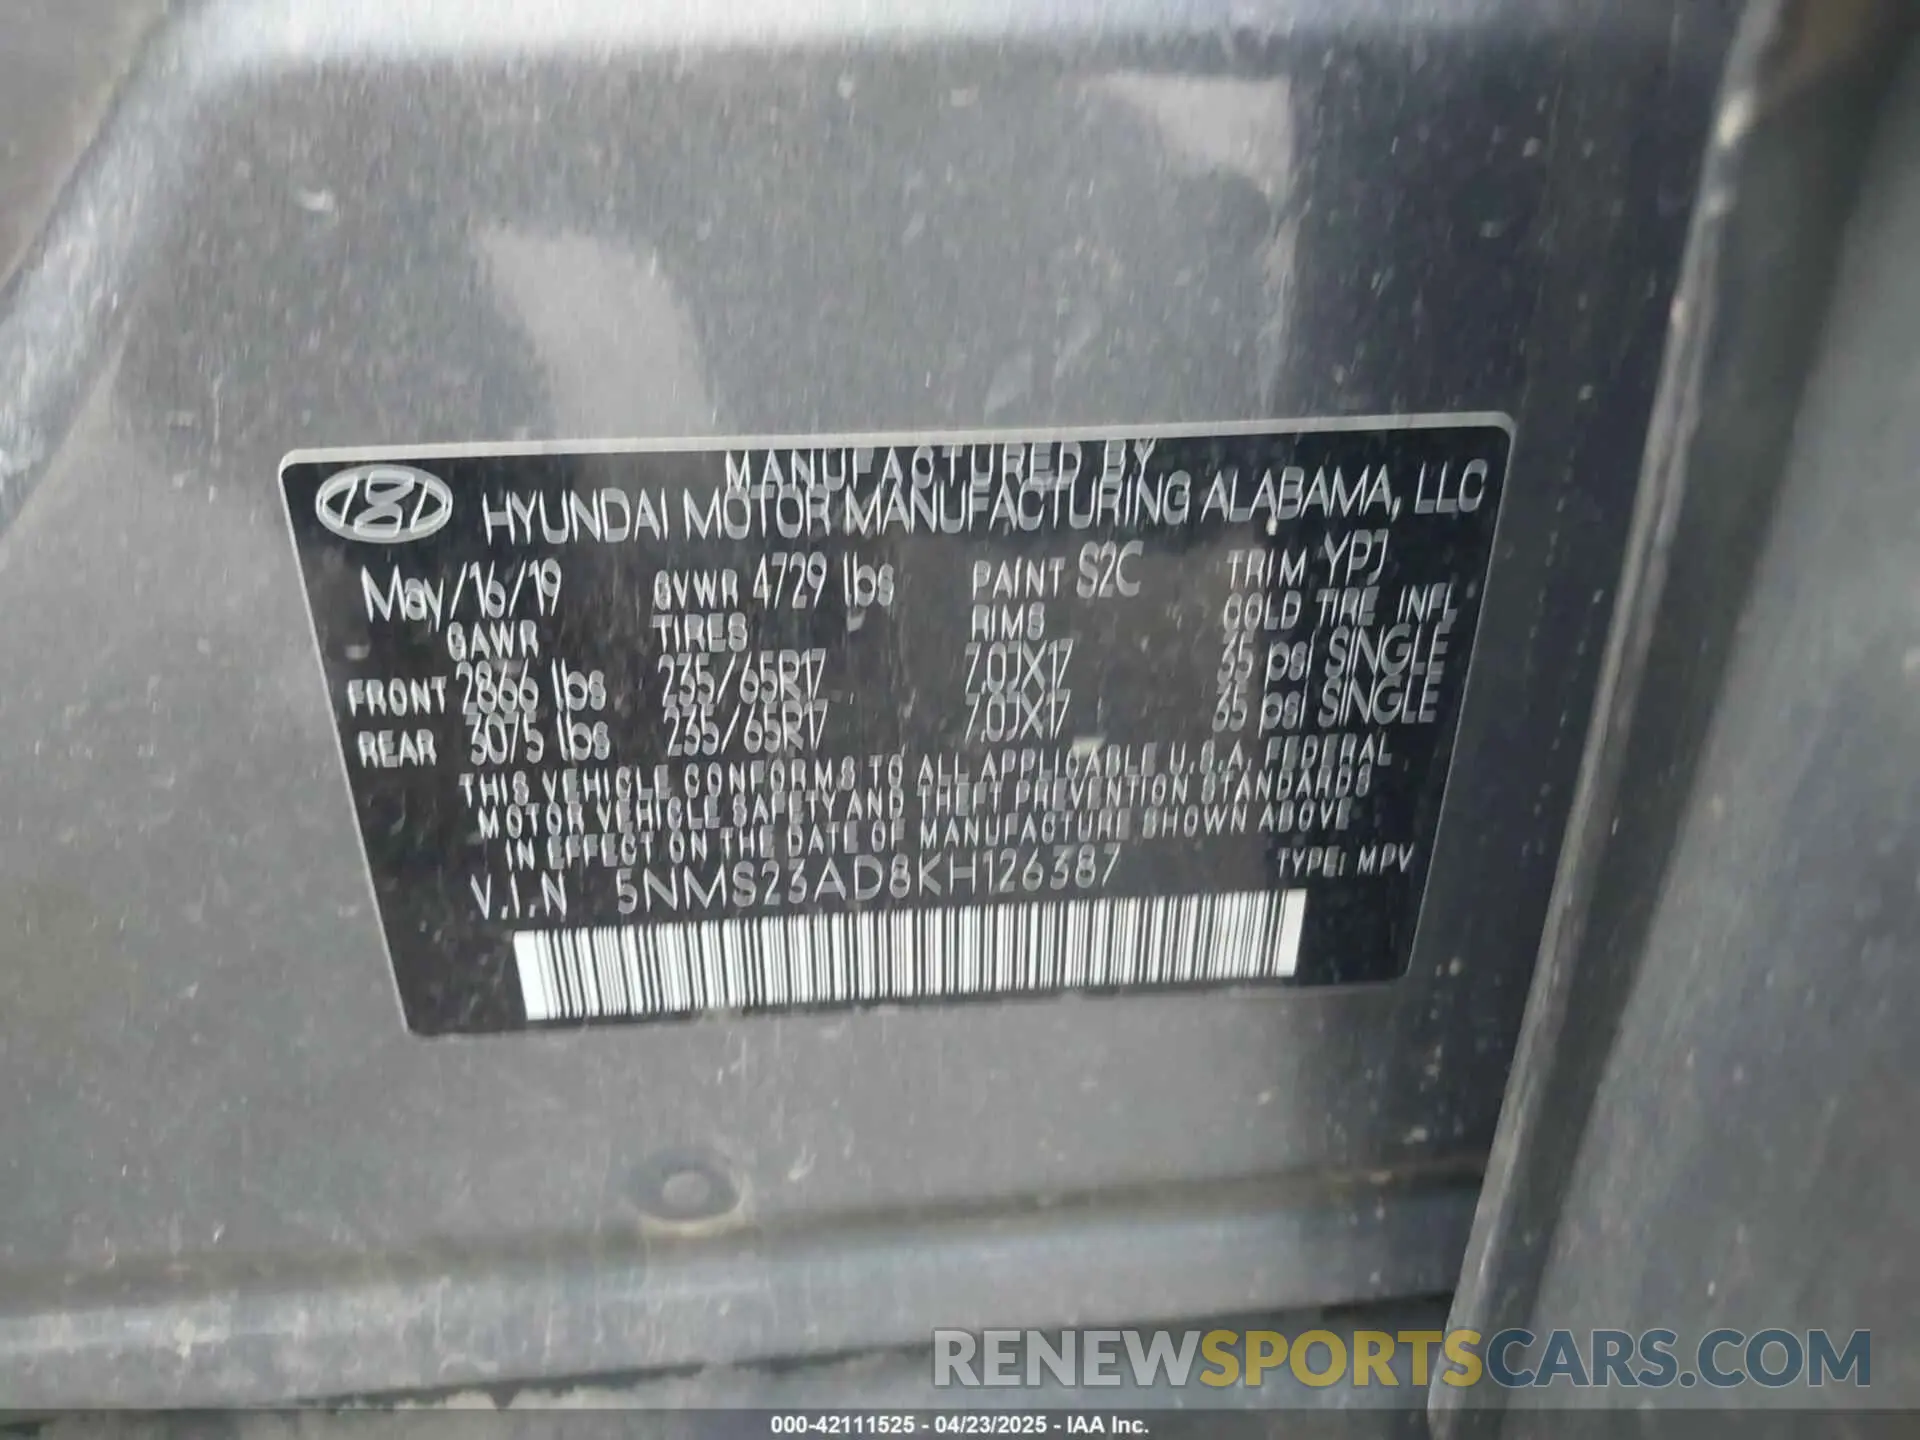 MANUFACTURED BY
HYUNDAI MOTOR MANUFACTURING ALABAMA, LLC
May/16/19 GVWR 4729 lbs PAINT S2C TRIM YPJ
GAWR TIRES RIMS COLD TIRE INFL
FRONT 2866 lbs 235/65R17 7.0JX17 35 psi SINGLE
REAR 3075 lbs 235/65R17 7.0JX17 psi SINGLE
THIS VEHICLE CONFORMS TO ALL APPLICABLE U.S.A. FEDERAL
MOTOR VEHICLE SAFETY AND THEFT PREVENTION STANDARDS
IN EFFECT ON THE DATE OF MANUFACTURE SHOWN ABOVE
V.I.N 5NMS23AD8KH126387 TYPE: MPV
RENEWSPORTSCARS.COM
000-42111525 - 04/23/2025 - IAA Inc.